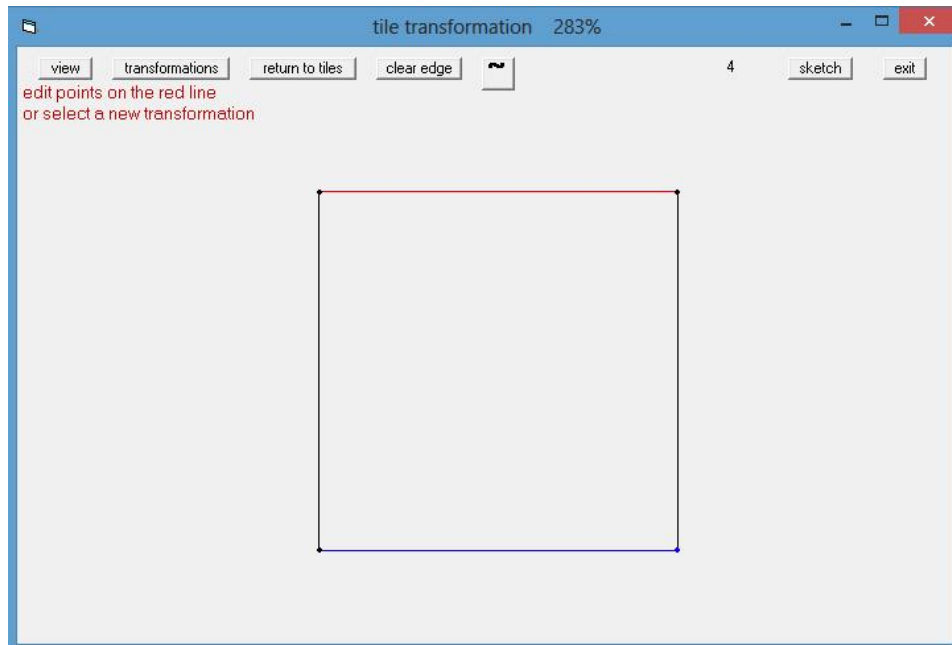 tile transformation 283%
view transformations return to tiles clear edge ~ 4 sketch exit
edit points on the red line
or select a new transformation